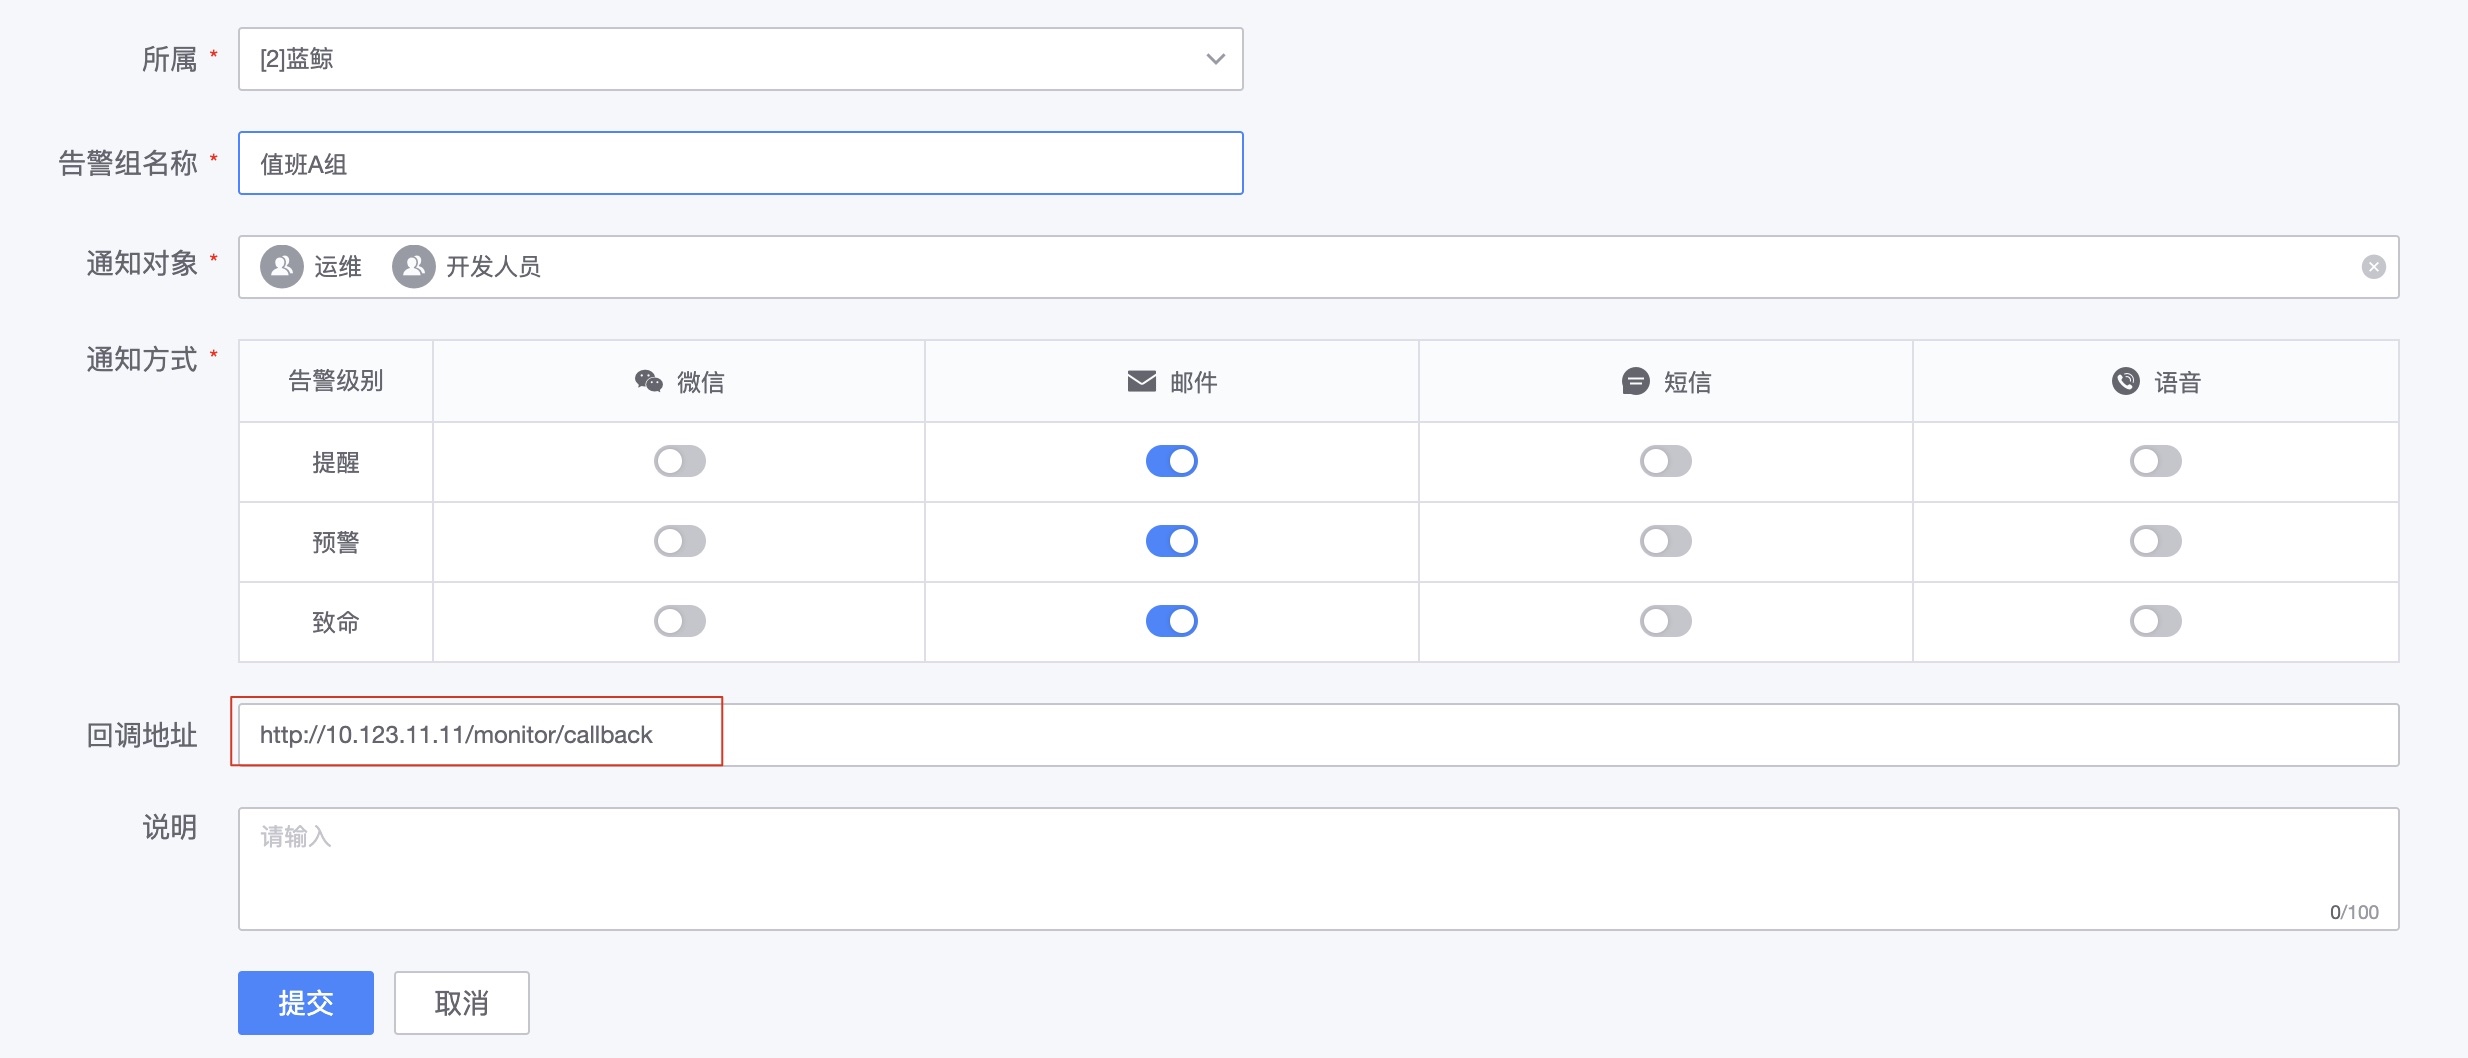 所属 *
[2]蓝鲸
告警组名称 *
值班A组
通知对象 *
运维 开发人员
通知方式 *
告警级别 微信 邮件 短信 语音
提醒
预警
致命
回调地址
http://10.123.11.11/monitor/callback
说明
请输入
0/100
提交 取消